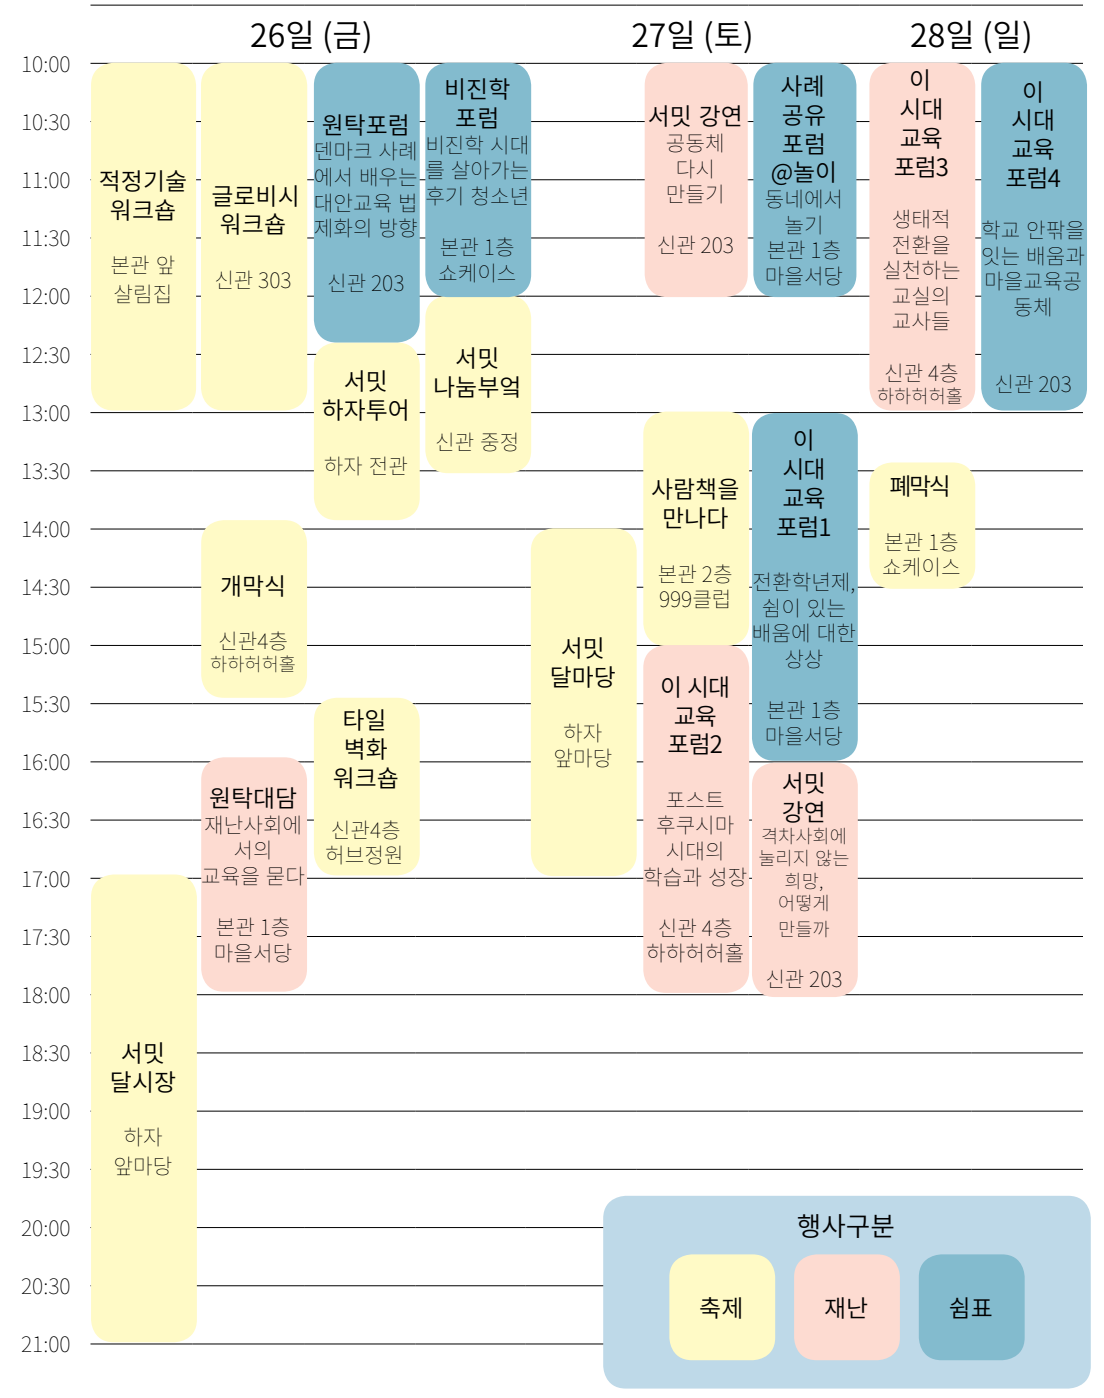 26일 (금)
27일 (토)
28일 (일)
10:00
10:30
11:00
11:30
12:00
12:30
13:00
13:30
14:00
14:30
15:00
15:30
16:00
16:30
17:00
17:30
18:00
18:30
19:00
19:30
20:00
20:30
21:00
적정기술
워크숍
본관 앞
살림집
글로비시
워크숍
신관 303
원탁포럼
덴마크 사례
에서 배우는
대안교육 법
제화의 방향
신관 203
비진학
포럼
비진학 시대
를 살아가는
후기 청소년
본관 1층
쇼케이스
서밋
하자투어
하자 전관
서밋
나눔부엌
신관 중정
개막식
신관4층
하하허허홀
타일
벽화
워크숍
신관4층
허브정원
원탁대담
재난사회에
서의
교육을 묻다
본관 1층
마을서당
서밋
달시장
하자
앞마당
서밋
달마당
하자
앞마당
서밋 강연
공동체
다시
만들기
신관 203
사례
공유
포럼
@놀이
동네에서
놀기
본관 1층
마을서당
사람책을
만나다
본관 2층
999클럽
이
시대
교육
포럼1
전환학년제,
쉼이 있는
배움에 대한
상상
본관 1층
마을서당
이 시대
교육
포럼2
포스트
후쿠시마
시대의
학습과 성장
신관 4층
하하허허홀
서밋
강연
격차사회에
눌리지 않는
희망,
어떻게
만들까
신관 203
이
시대
교육
포럼3
생태적
전환을
실천하는
교실의
교사들
신관 4층
하하허허홀
이
시대
교육
포럼4
학교 안팎을
잇는 배움과
마을교육공
동체
신관 203
폐막식
본관 1층
쇼케이스
행사구분
축제
재난
쉼표